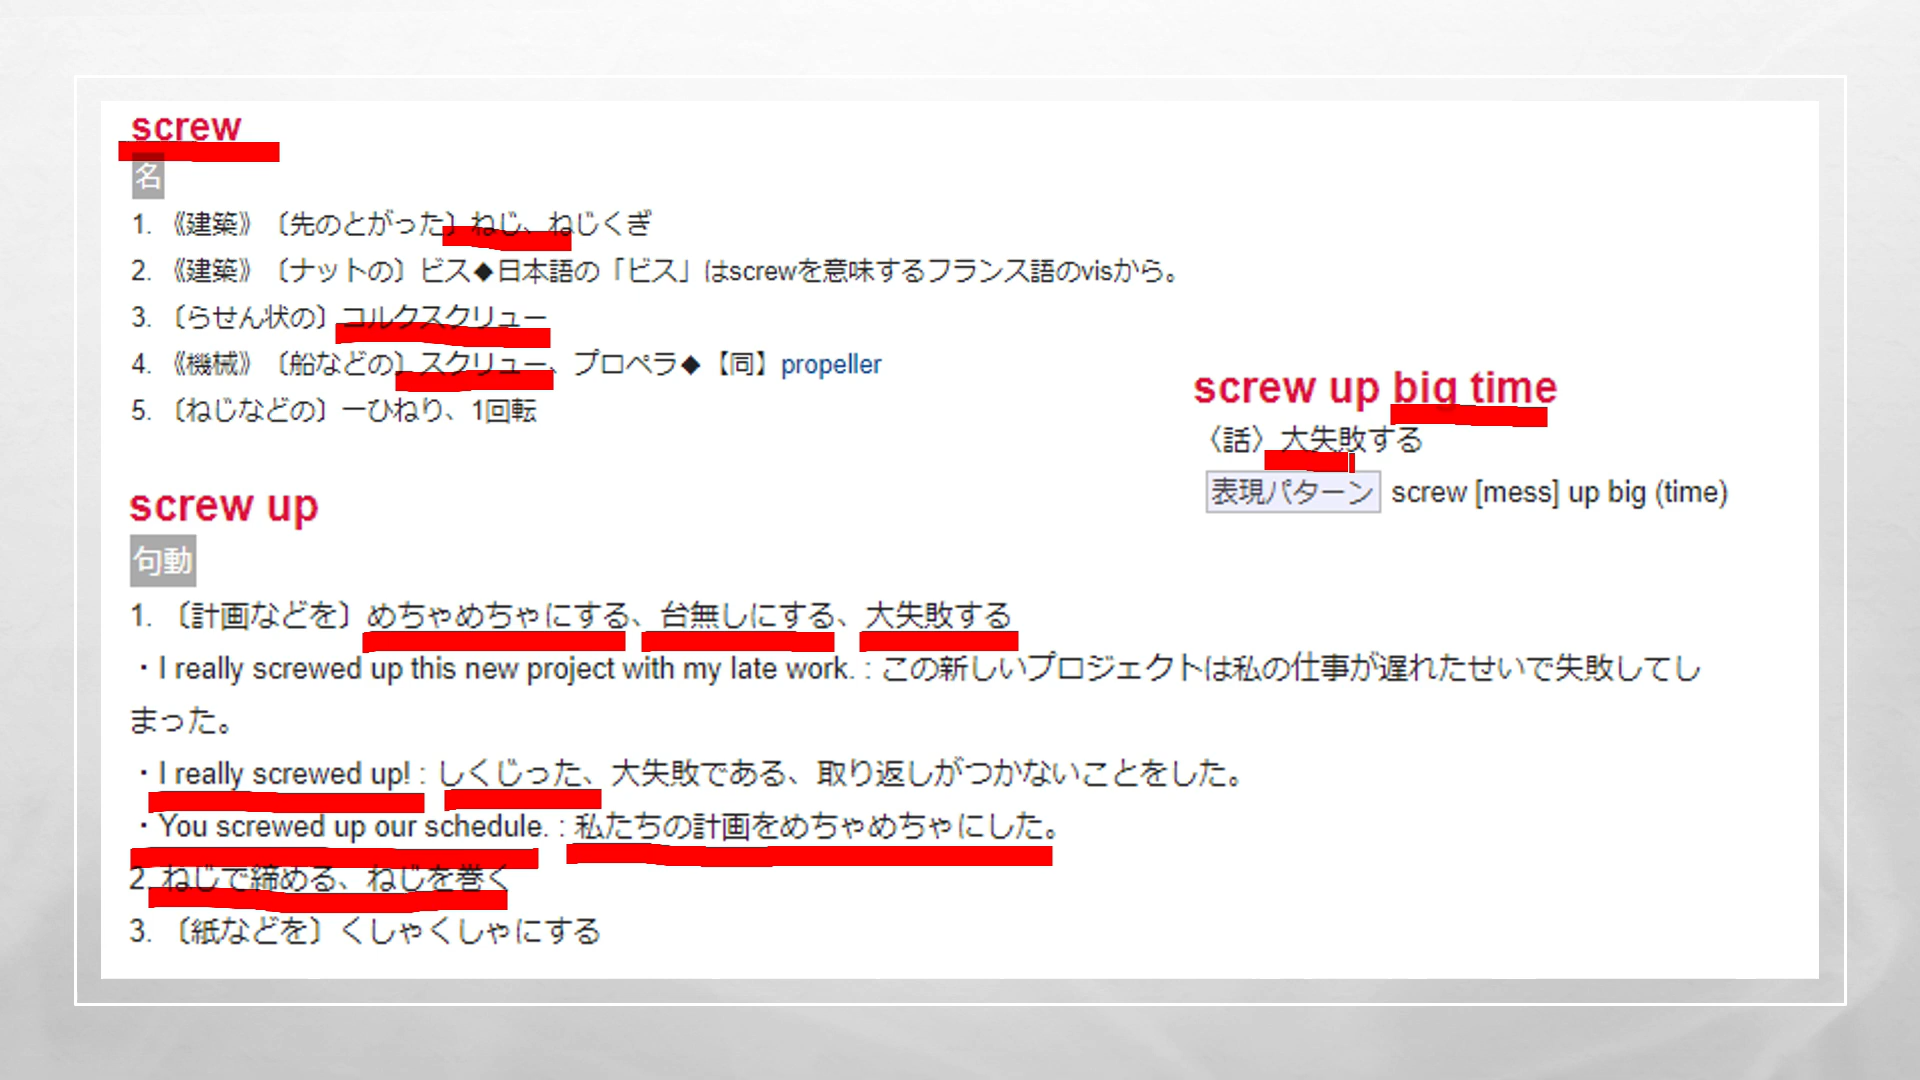 screw
名
1. 《建築》〔先のとがった〕ねじ、ねじくぎ
2. 《建築》〔ナットの〕ビス◆日本語の「ビス」はscrewを意味するフランス語のvisから。
3. 〔らせん状の〕コルクスクリュー
4. 《機械》〔船などの〕スクリュー、プロペラ◆【同】propeller
5. 〔ねじなどの〕一ひねり、1回転
screw up big time
〈話〉大失敗する
表現パターン screw [mess] up big (time)
screw up
句動
1. 〔計画などを〕めちゃめちゃにする、台無しにする、大失敗する
・I really screwed up this new project with my late work. : この新しいプロジェクトは私の仕事が遅れたせいで失敗してし
まった。
・I really screwed up! : しくじった、大失敗である、取り返しがつかないことをした。
・You screwed up our schedule. : 私たちの計画をめちゃめちゃにした。
2. ねじで締める、ねじを巻く
3. 〔紙などを〕くしゃくしゃにする